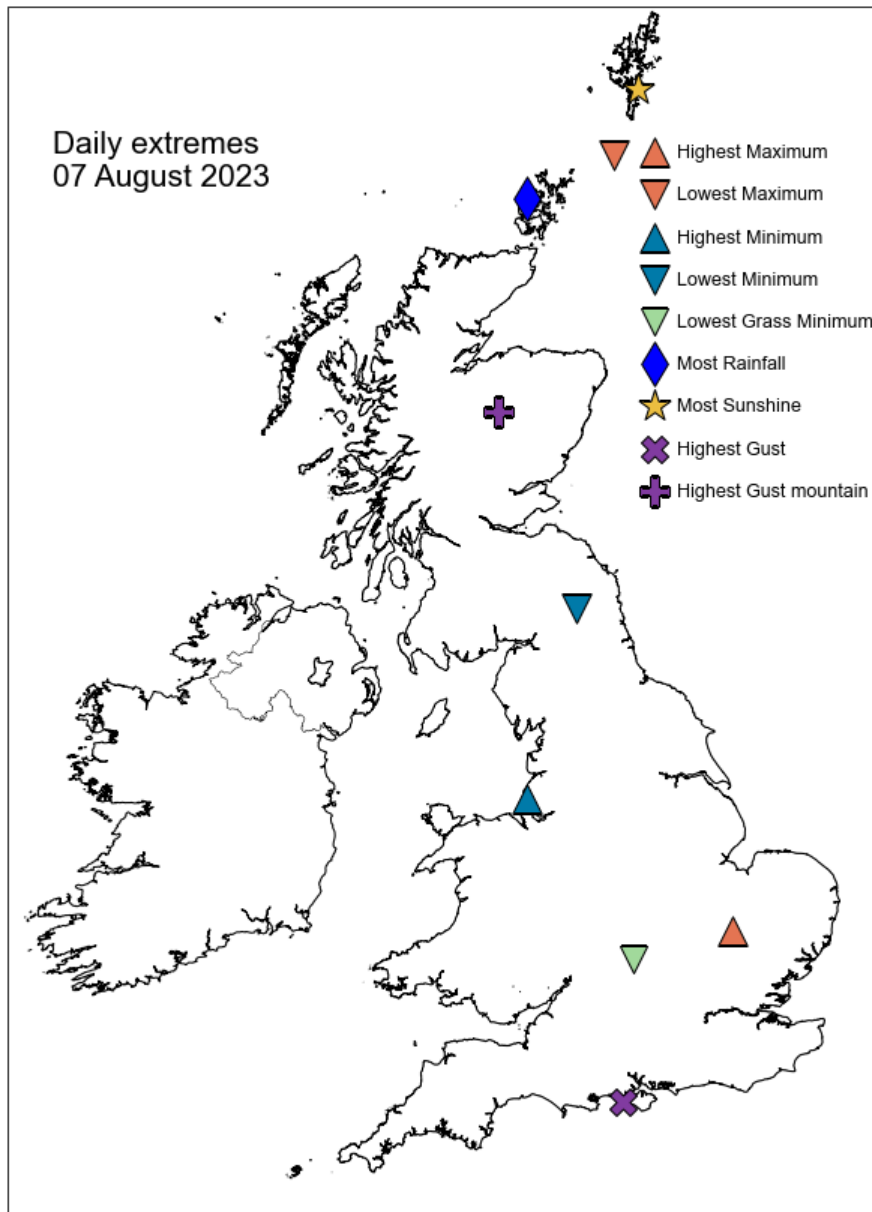 Daily extremes
07 August 2023
Highest Maximum
Lowest Maximum
Highest Minimum
Lowest Minimum
Lowest Grass Minimum
Most Rainfall
Most Sunshine
Highest Gust
Highest Gust mountain